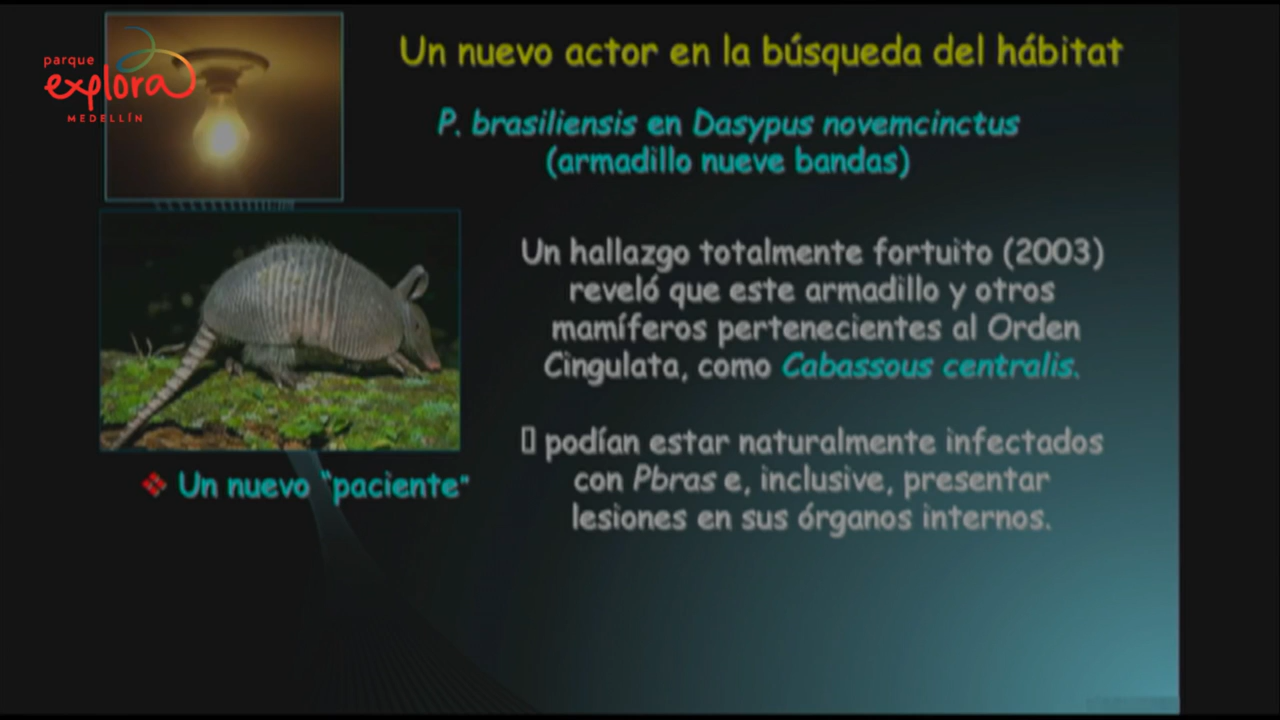 parque
explora
MEDELLÍN
Un nuevo actor en la búsqueda del hábitat
P. brasiliensis en Dasypus novemcinctus
(armadillo nueve bandas)
Un hallazgo totalmente fortuito (2003)
reveló que este armadillo y otros
mamíferos pertenecientes al Orden
Cingulata, como Cabassous centralis.
podían estar naturalmente infectados
con Pbras e, inclusive, presentar
lesiones en sus órganos internos.
❖ Un nuevo "paciente"